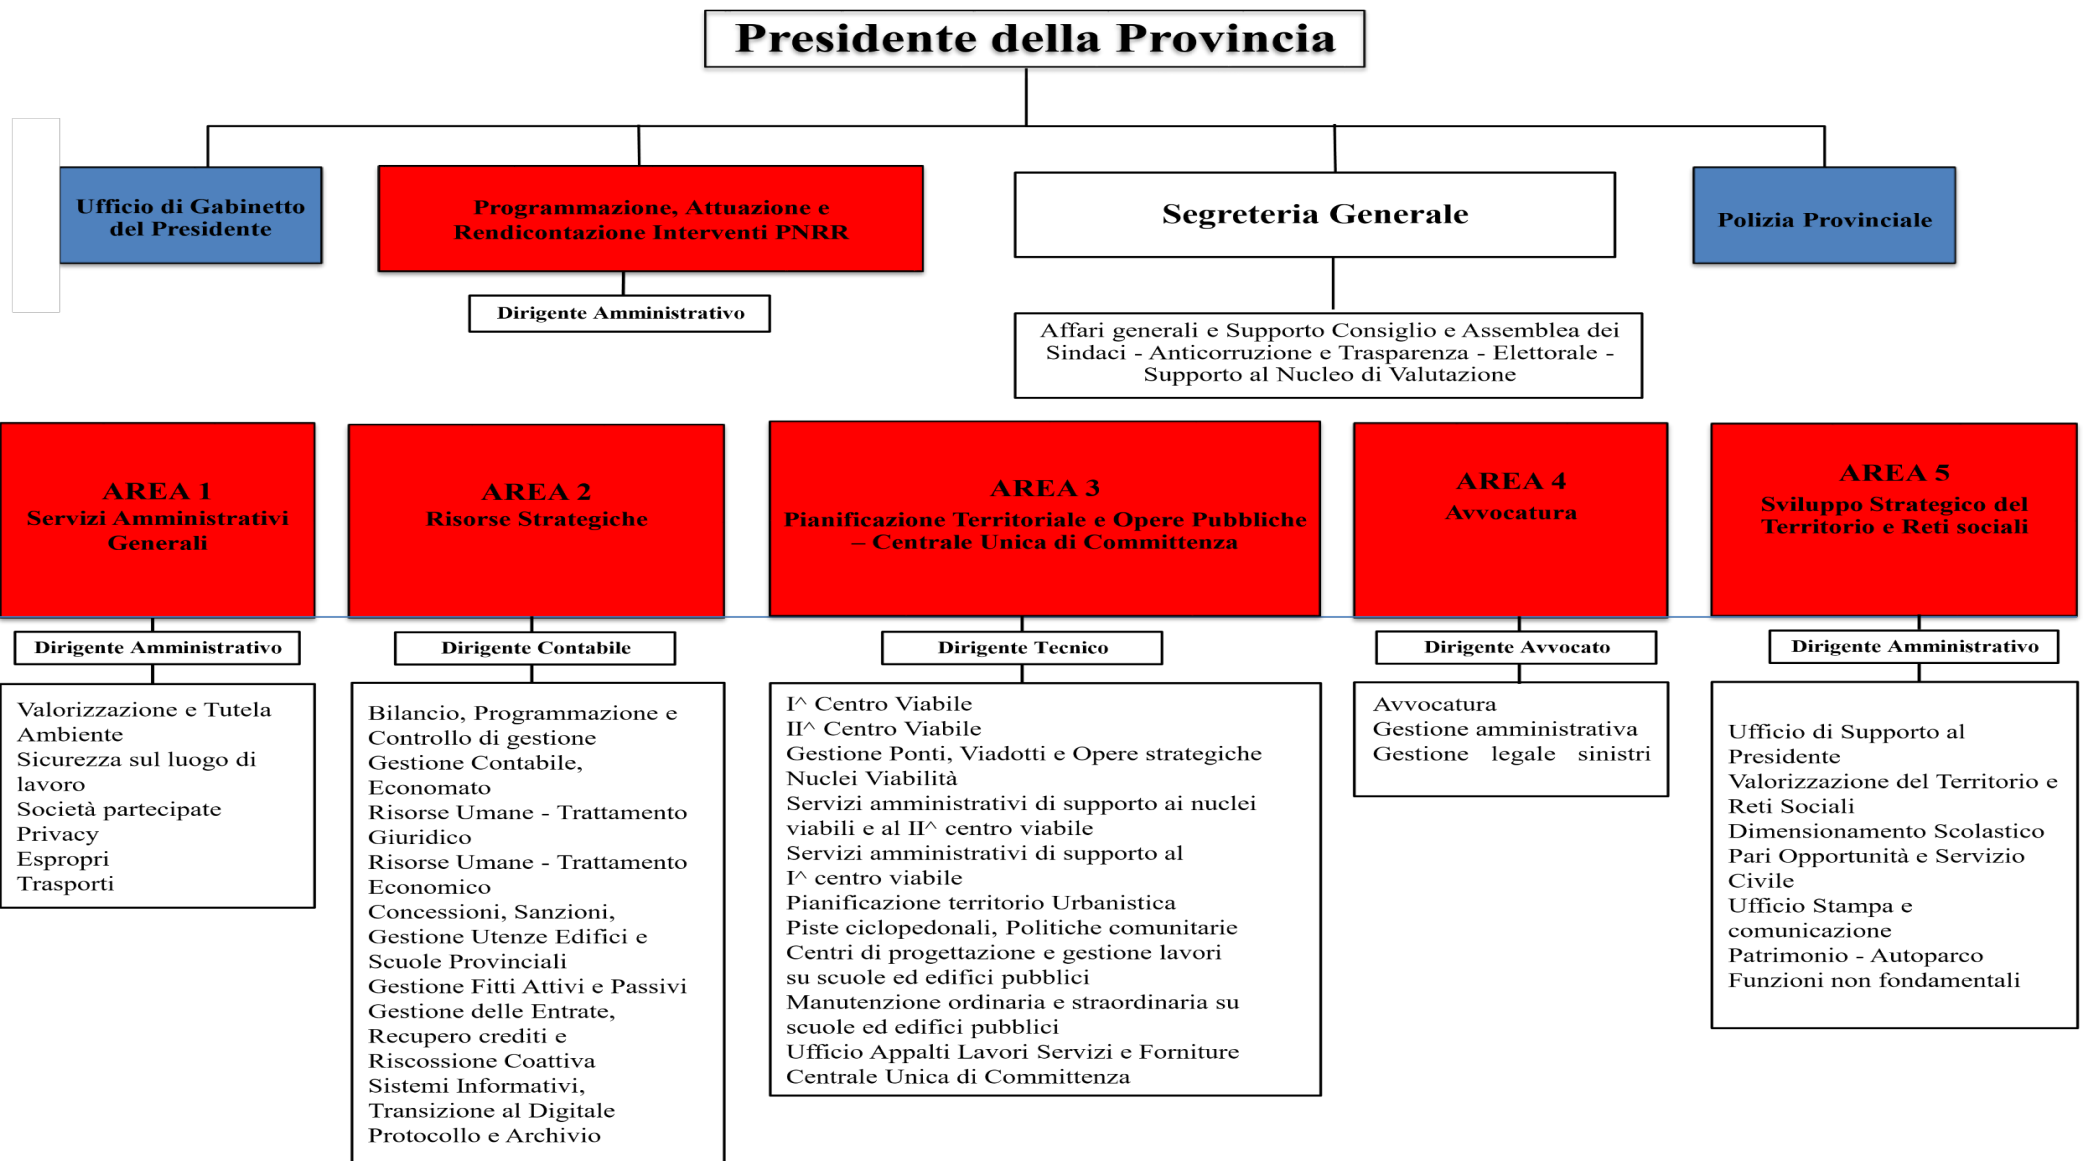 Presidente della Provincia
Ufficio di Gabinetto
del Presidente
Programmazione, Attuazione e
Rendicontazione Interventi PNRR
Segreteria Generale
Polizia Provinciale
Dirigente Amministrativo
Affari generali e Supporto Consiglio e Assemblea dei
Sindaci - Anticorruzione e Trasparenza - Elettorale -
Supporto al Nucleo di Valutazione
AREA 1
Servizi Amministrativi
Generali
Dirigente Amministrativo
Valorizzazione e Tutela
Ambiente
Sicurezza sul luogo di
lavoro
Società partecipate
Privacy
Espropri
Trasporti
AREA 2
Risorse Strategiche
Dirigente Contabile
Bilancio, Programmazione e
Controllo di gestione
Gestione Contabile,
Economato
Risorse Umane - Trattamento
Giuridico
Risorse Umane - Trattamento
Economico
Concessioni, Sanzioni,
Gestione Utenze Edifici e
Scuole Provinciali
Gestione Fitti Attivi e Passivi
Gestione delle Entrate,
Recupero crediti e
Riscossione Coattiva
Sistemi Informativi,
Transizione al Digitale
Protocollo e Archivio
AREA 3
Pianificazione Territoriale e Opere Pubbliche
– Centrale Unica di Committenza
Dirigente Tecnico
I^ Centro Viabile
II^ Centro Viabile
Gestione Ponti, Viadotti e Opere strategiche
Nuclei Viabilità
Servizi amministrativi di supporto ai nuclei
viabili e al II^ centro viabile
Servizi amministrativi di supporto al
I^ centro viabile
Pianificazione territorio Urbanistica
Piste ciclopedonali, Politiche comunitarie
Centri di progettazione e gestione lavori
su scuole ed edifici pubblici
Manutenzione ordinaria e straordinaria su
scuole ed edifici pubblici
Ufficio Appalti Lavori Servizi e Forniture
Centrale Unica di Committenza
AREA 4
Avvocatura
Dirigente Avvocato
Avvocatura
Gestione amministrativa
Gestione legale sinistri
AREA 5
Sviluppo Strategico del
Territorio e Reti sociali
Dirigente Amministrativo
Ufficio di Supporto al
Presidente
Valorizzazione del Territorio e
Reti Sociali
Dimensionamento Scolastico
Pari Opportunità e Servizio
Civile
Ufficio Stampa e
comunicazione
Patrimonio - Autoparco
Funzioni non fondamentali